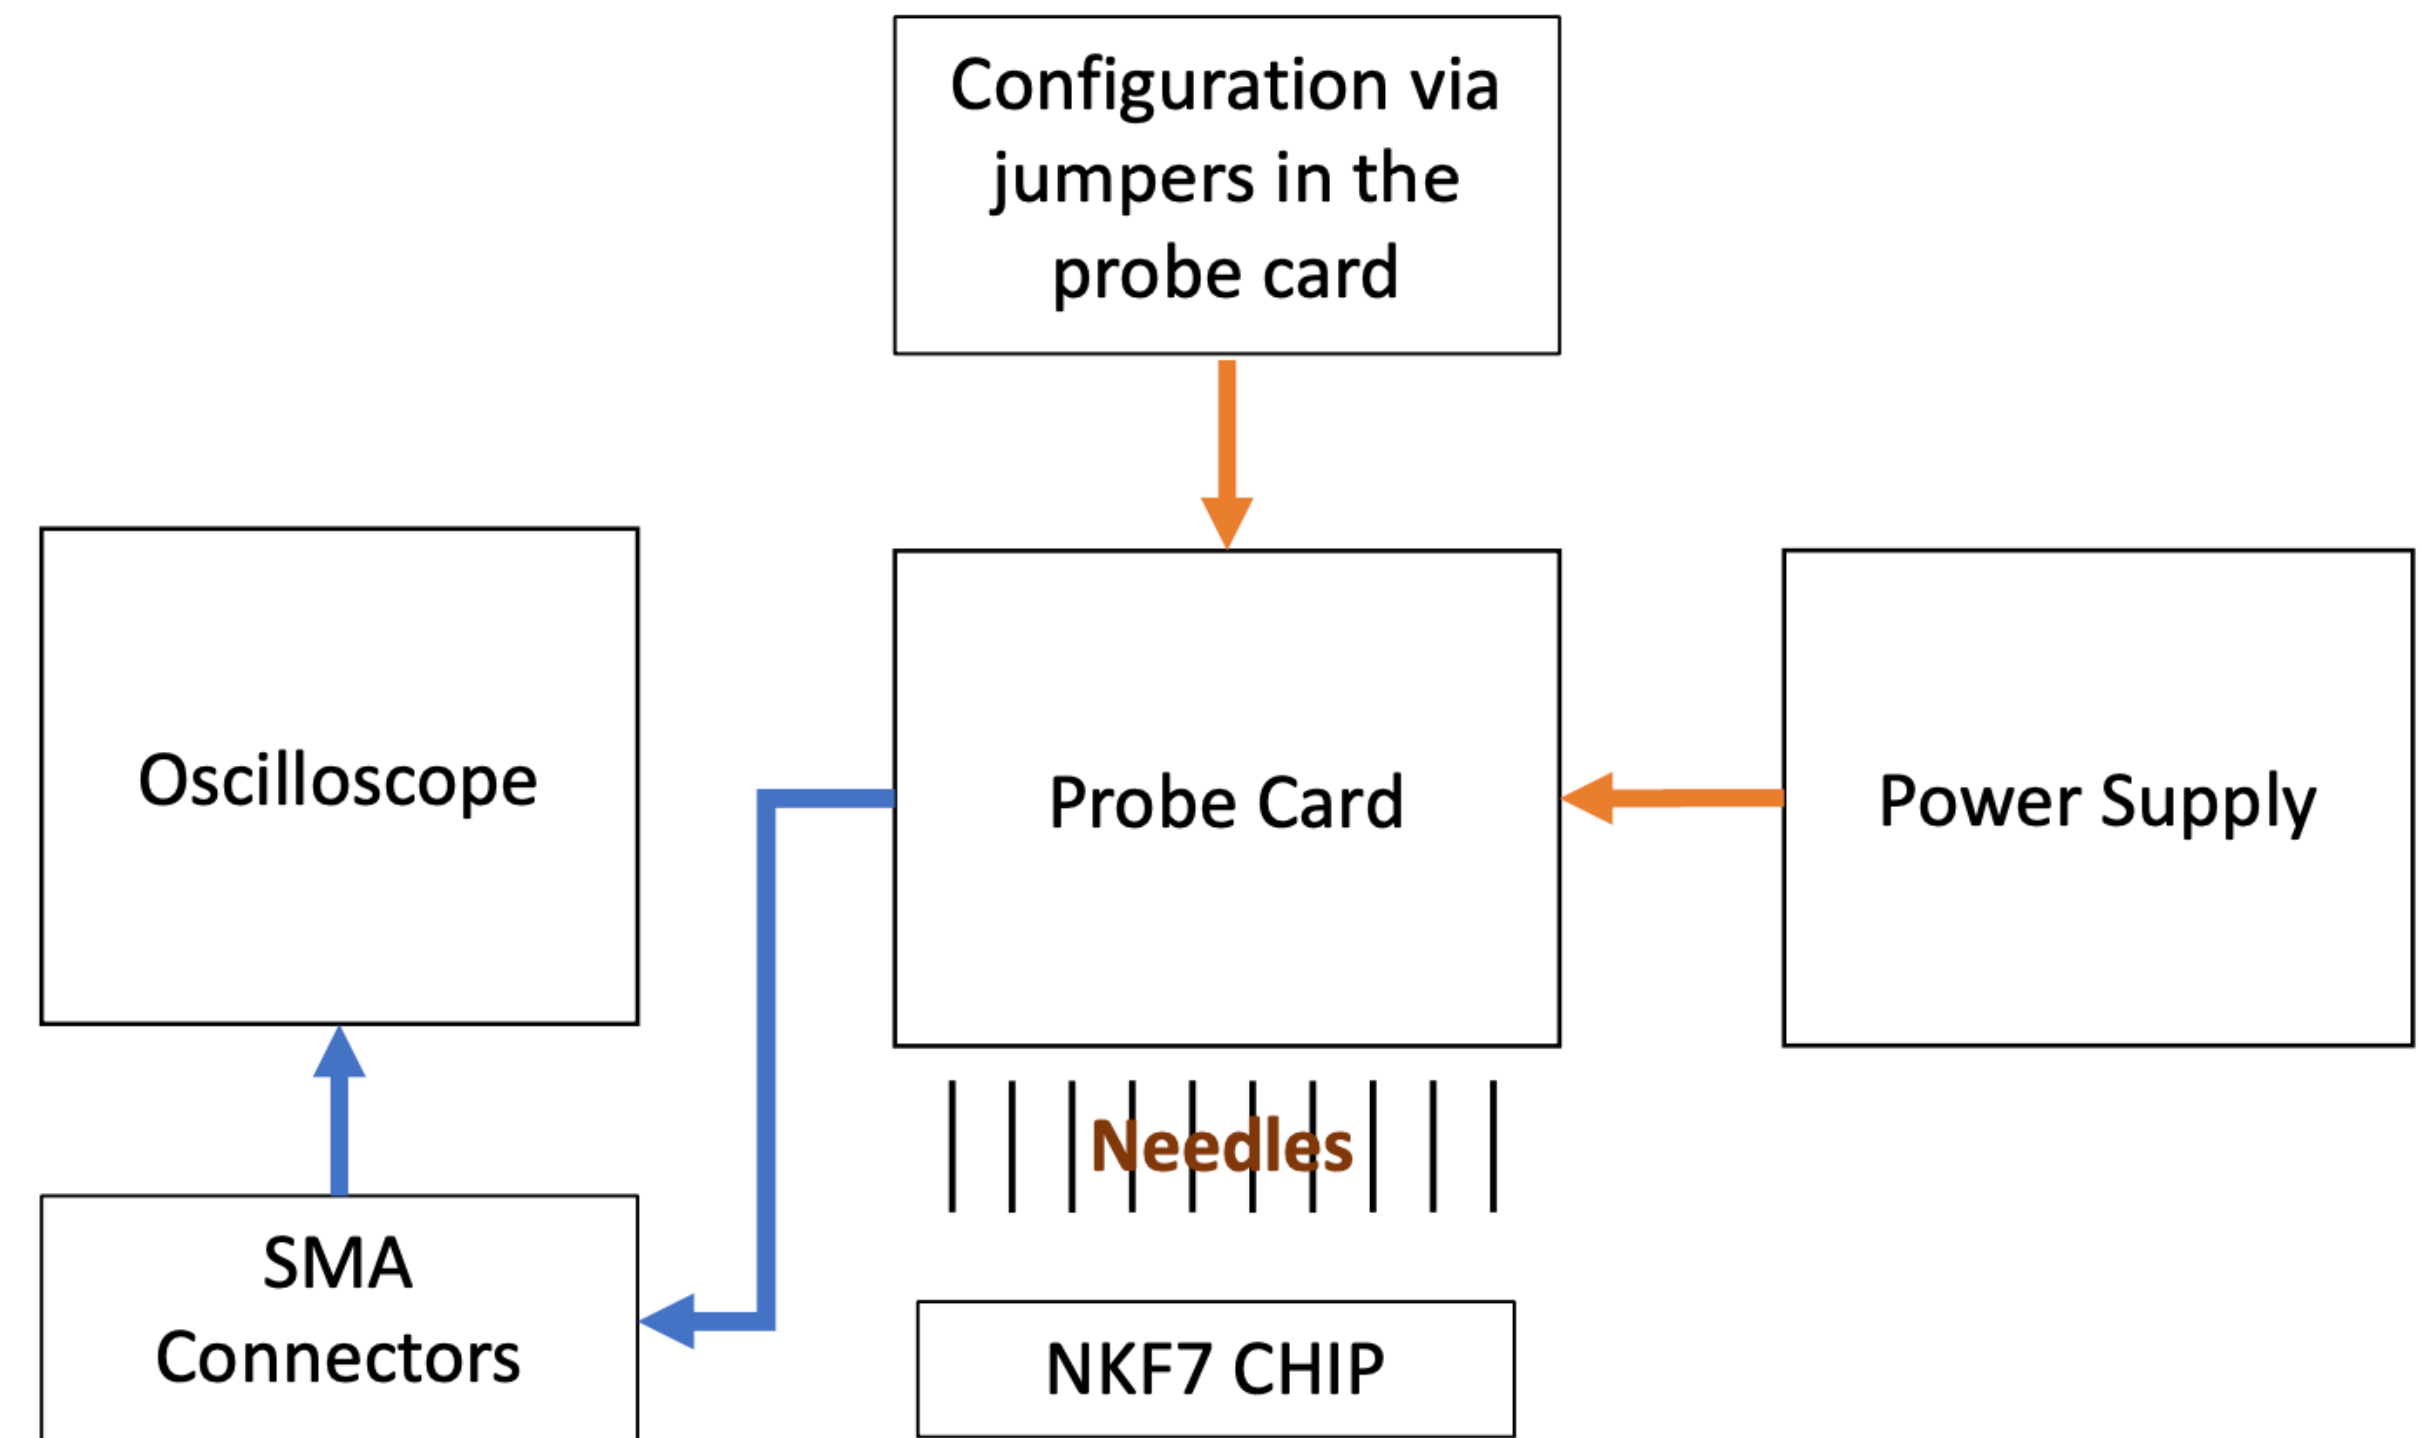 Configuration via
jumpers in the
probe card
Oscilloscope
Probe Card
Power Supply
Needles
SMA
Connectors
NKF7 CHIP